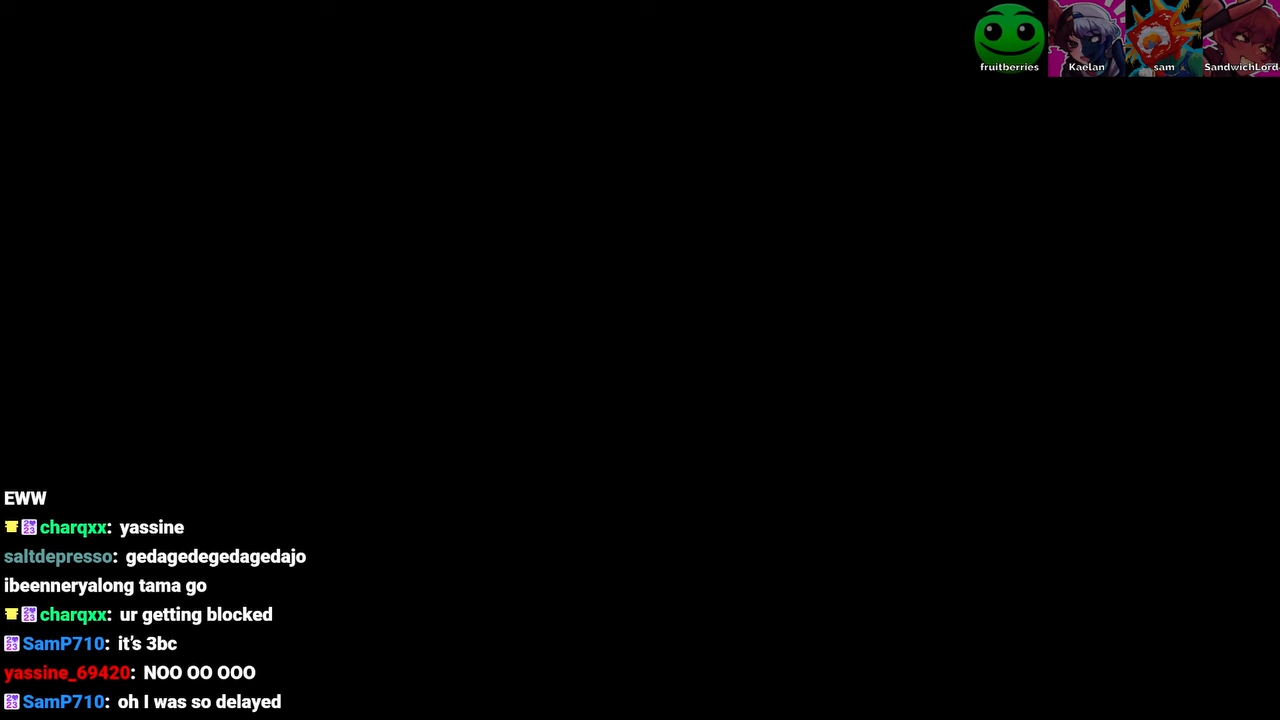 fruitberries
Kaelan
sam
SandwichLord
EWW
charqxx: yassine
saltdepresso: gedagedegedagedajo
ibeenneryalong tama go
charqxx: ur getting blocked
SamP710: it's 3bc
yassine_69420: NOO OO OOO
SamP710: oh I was so delayed